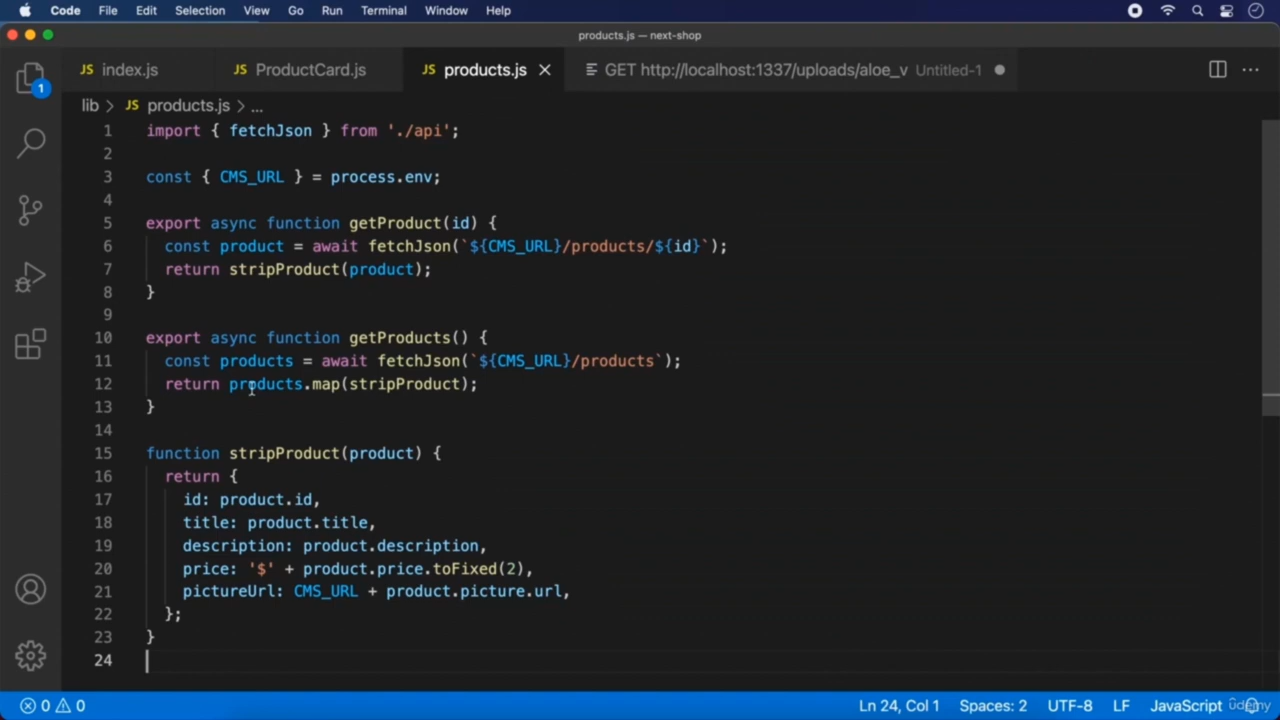 Code File Edit Selection View Go Run Terminal Window Help
products.js — next-shop
JS index.js JS ProductCard.js JS products.js GET http://localhost:1337/uploads/aloe_v Untitled-1
1
lib > JS products.js > ...
1 import { fetchJson } from './api';
2
3 const { CMS_URL } = process.env;
4
5 export async function getProduct(id) {
6 const product = await fetchJson(`${CMS_URL}/products/${id}`);
7 return stripProduct(product);
8 }
9
10 export async function getProducts() {
11 const products = await fetchJson(`${CMS_URL}/products`);
12 return products.map(stripProduct);
13 }
14
15 function stripProduct(product) {
16 return {
17 id: product.id,
18 title: product.title,
19 description: product.description,
20 price: '$' + product.price.toFixed(2),
21 pictureUrl: CMS_URL + product.picture.url,
22 };
23 }
24
0 0 Ln 24, Col 1 Spaces: 2 UTF-8 LF JavaScript udemy